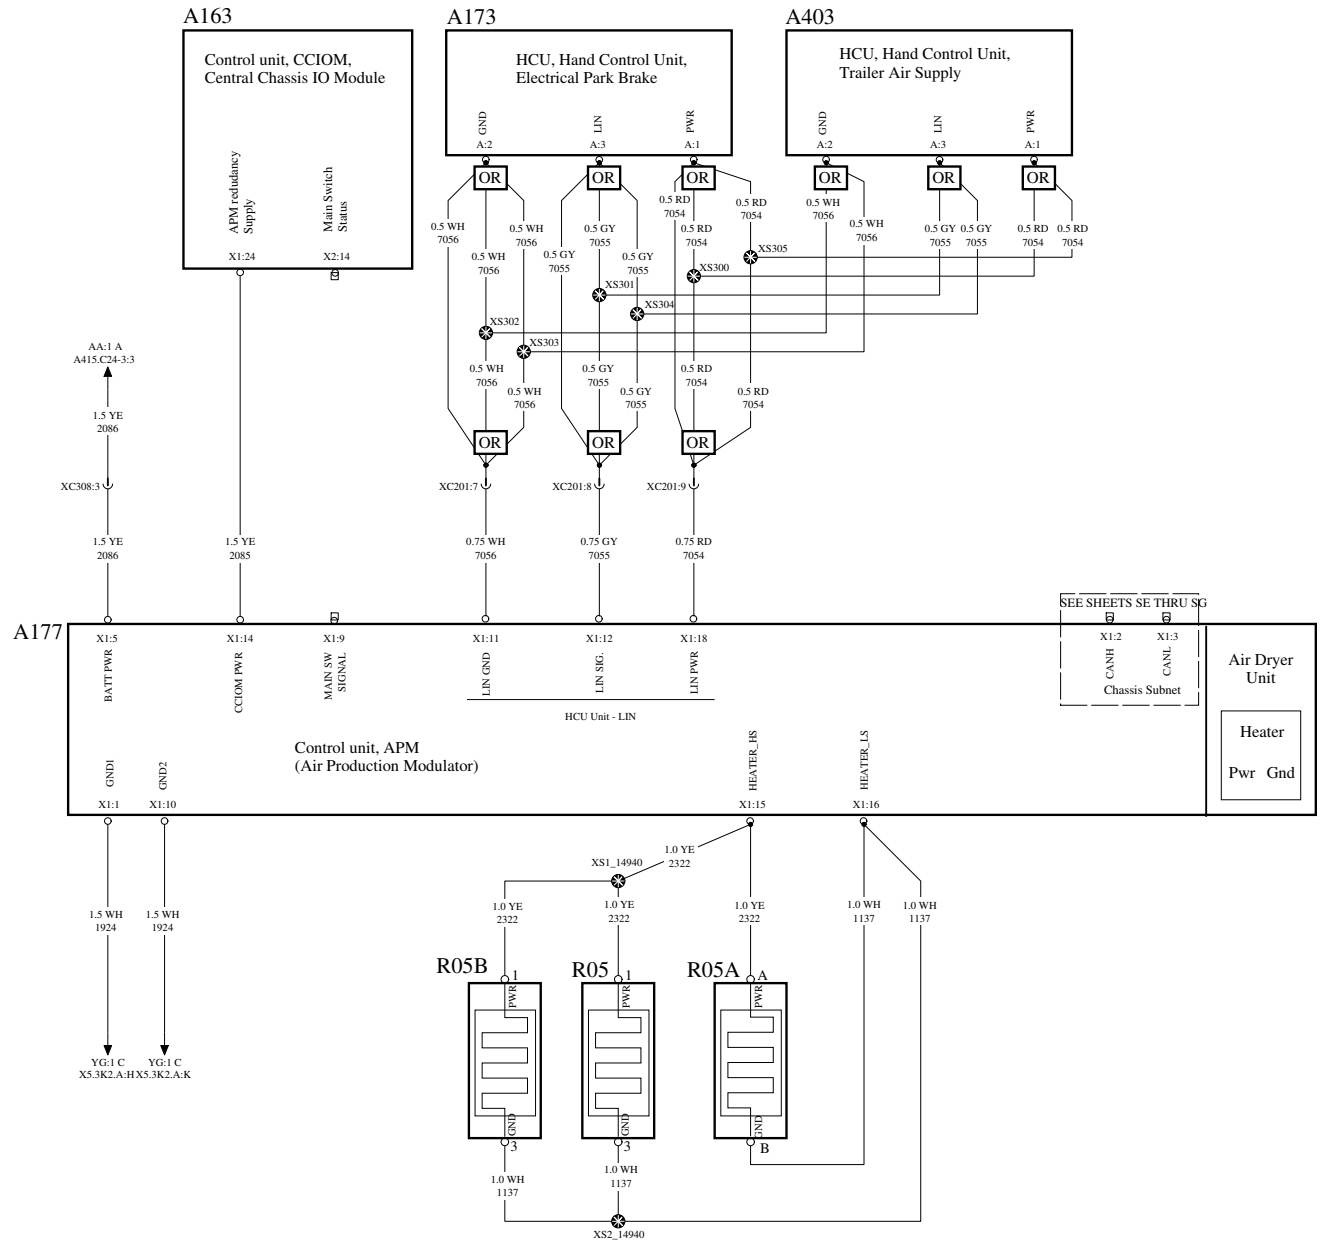 A163
A173
A403
Control unit, CCIOM,
Central Chassis IO Module
HCU, Hand Control Unit,
Electrical Park Brake
HCU, Hand Control Unit,
Trailer Air Supply
APM redudancy
Supply
Main Switch
Status
X1:24
X2:14
GND
LIN
PWR
A:2
A:3
A:1
GND
LIN
PWR
A:2
A:3
A:1
OR
OR
OR
OR
OR
OR
0.5 WH
7056
0.5 WH
7056
0.5 WH
7056
0.5 GY
7055
0.5 GY
7055
0.5 GY
7055
0.5 RD
7054
0.5 RD
7054
0.5 RD
7054
0.5 WH
7056
0.5 WH
7056
0.5 GY
7055
0.5 GY
7055
0.5 RD
7054
0.5 RD
7054
XS305
XS300
XS301
XS304
XS302
XS303
AA:1 A
A415.C24-3:3
1.5 YE
2086
0.5 WH
7056
0.5 WH
7056
0.5 GY
7055
0.5 GY
7055
0.5 RD
7054
0.5 RD
7054
OR
OR
OR
XC308:3
XC201:7
XC201:8
XC201:9
1.5 YE
2086
1.5 YE
2085
0.75 WH
7056
0.75 GY
7055
0.75 RD
7054
SEE SHEETS SE THRU SG
A177
X1:5
X1:14
X1:9
X1:11
X1:12
X1:18
X1:2
X1:3
BATT PWR
CCIOM PWR
MAIN SW
SIGNAL
LIN GND
LIN SIG.
LIN PWR
CANH
CANL
Chassis Subnet
HCU Unit - LIN
Air Dryer
Unit
Heater
Pwr Gnd
Control unit, APM
(Air Production Modulator)
GND1
GND2
HEATER_HS
HEATER_LS
X1:1
X1:10
X1:15
X1:16
1.0 YE
2322
XS1_14940
1.5 WH
1924
1.5 WH
1924
1.0 YE
2322
1.0 YE
2322
1.0 YE
2322
1.0 WH
1137
1.0 WH
1137
R05B
1
R05
1
R05A
A
PWR
PWR
PWR
YG:1 C
X5.3K2.A:H
YG:1 C
X5.3K2.A:K
GND
GND
GND
3
3
B
1.0 WH
1137
1.0 WH
1137
XS2_14940